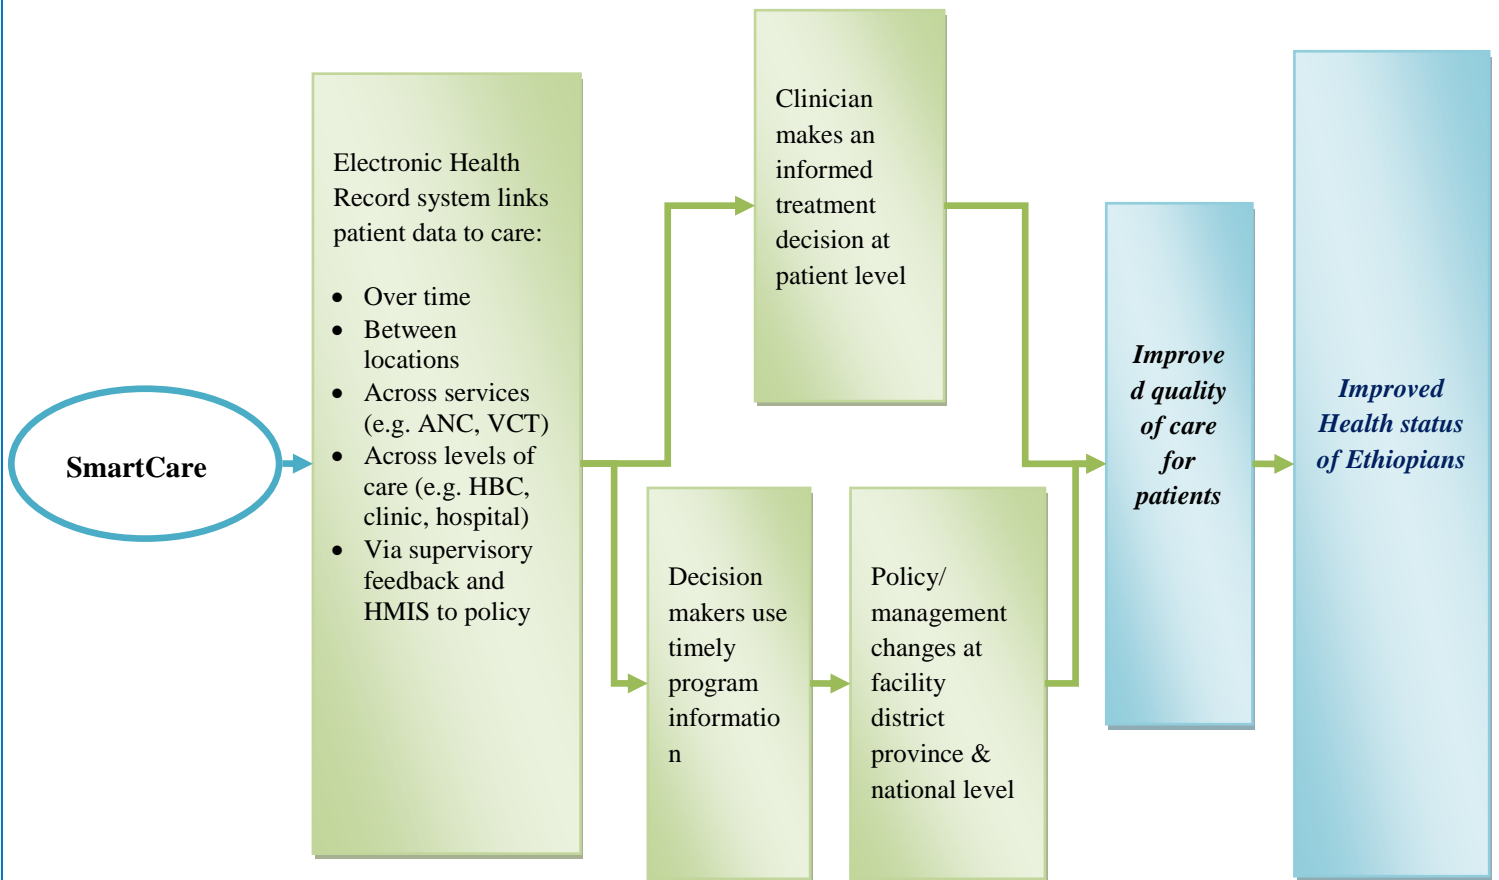 SmartCare
Electronic Health
Record system links
patient data to care:
• Over time
• Between
locations
• Across services
(e.g. ANC, VCT)
• Across levels of
care (e.g. HBC,
clinic, hospital)
• Via supervisory
feedback and
HMIS to policy
Clinician
makes an
informed
treatment
decision at
patient level
Decision
makers use
timely
program
informatio
n
Policy/
management
changes at
facility
district
province &
national level
Improve
d quality
of care
for
patients
Improved
Health status
of Ethiopians